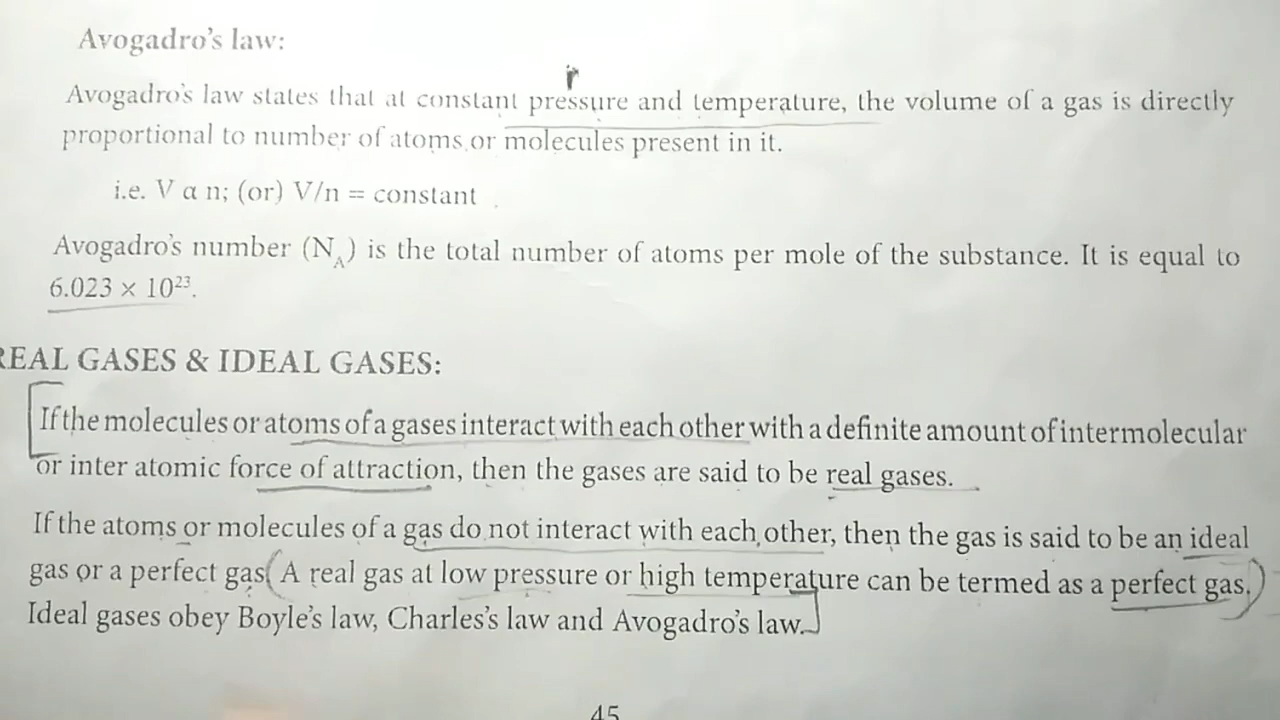 Avogadro's law:
Avogadro's law states that at constant pressure and temperature, the volume of a gas is directly
proportional to number of atoms or molecules present in it.
i.e. V α n; (or) V/n = constant
Avogadro's number (N_A) is the total number of atoms per mole of the substance. It is equal to
6.023 × 10²³.
REAL GASES & IDEAL GASES:
If the molecules or atoms of a gases interact with each other with a definite amount of intermolecular
or inter atomic force of attraction, then the gases are said to be real gases.
If the atoms or molecules of a gas do not interact with each other, then the gas is said to be an ideal
gas or a perfect gas. (A real gas at low pressure or high temperature can be termed as a perfect gas.)
Ideal gases obey Boyle's law, Charles's law and Avogadro's law.
45